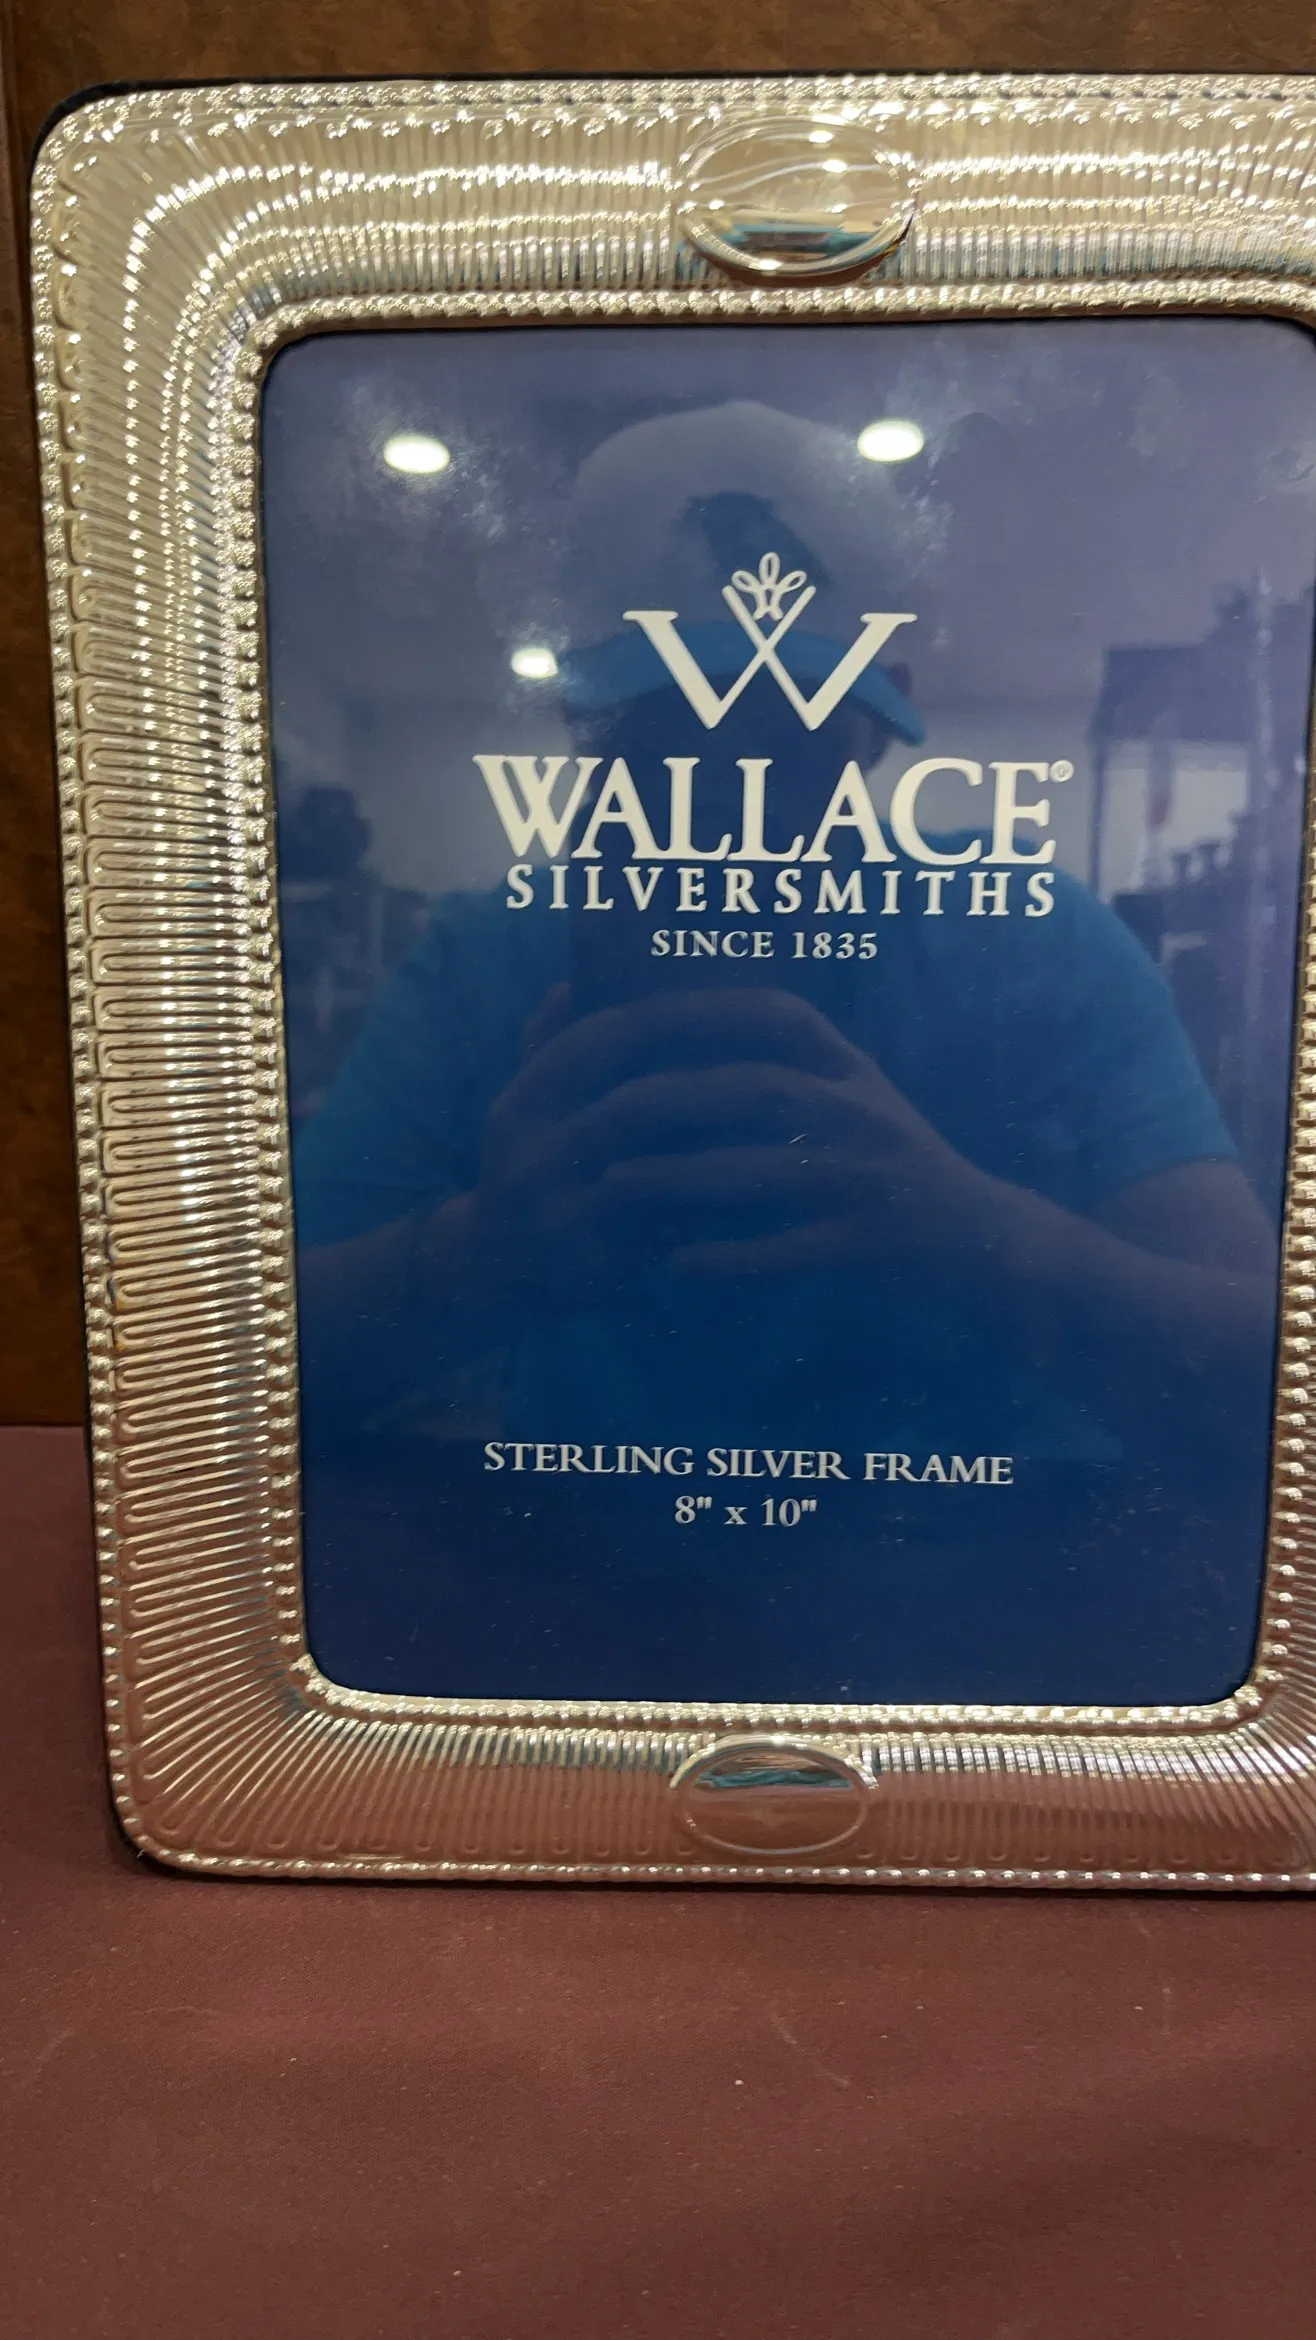 W
WALLACE®
SILVERSMITHS
SINCE 1835
STERLING SILVER FRAME
8" x 10"